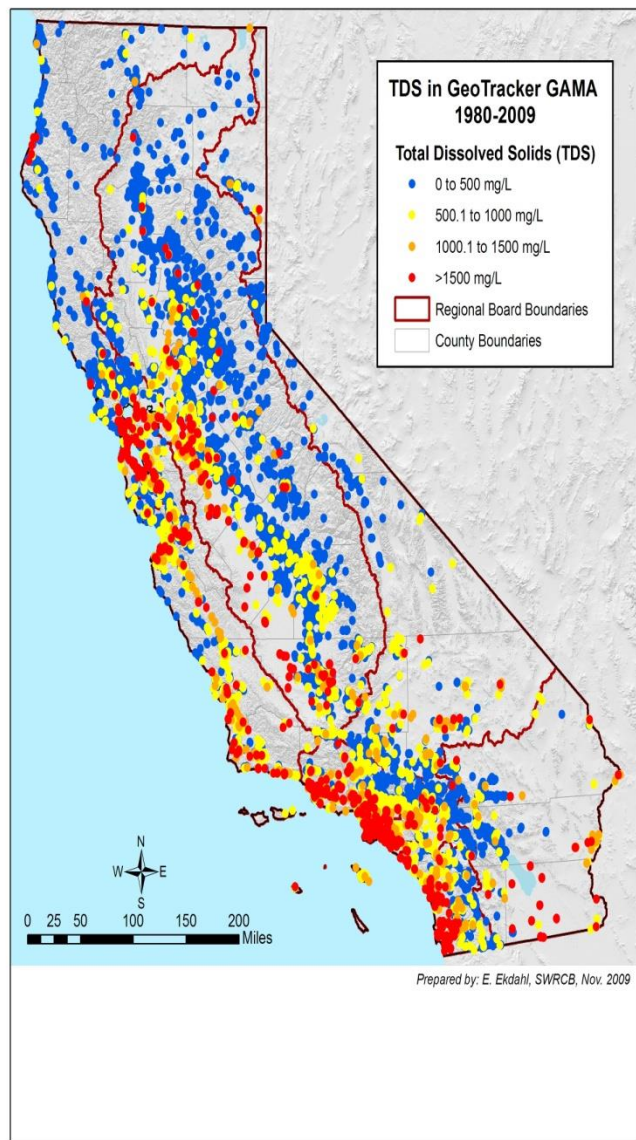 TDS in GeoTracker GAMA
1980-2009
Total Dissolved Solids (TDS)
0 to 500 mg/L
500.1 to 1000 mg/L
1000.1 to 1500 mg/L
>1500 mg/L
Regional Board Boundaries
County Boundaries
N
W E
S
0 25 50 100 150 200
Miles
Prepared by: E. Ekdahl, SWRCB, Nov. 2009